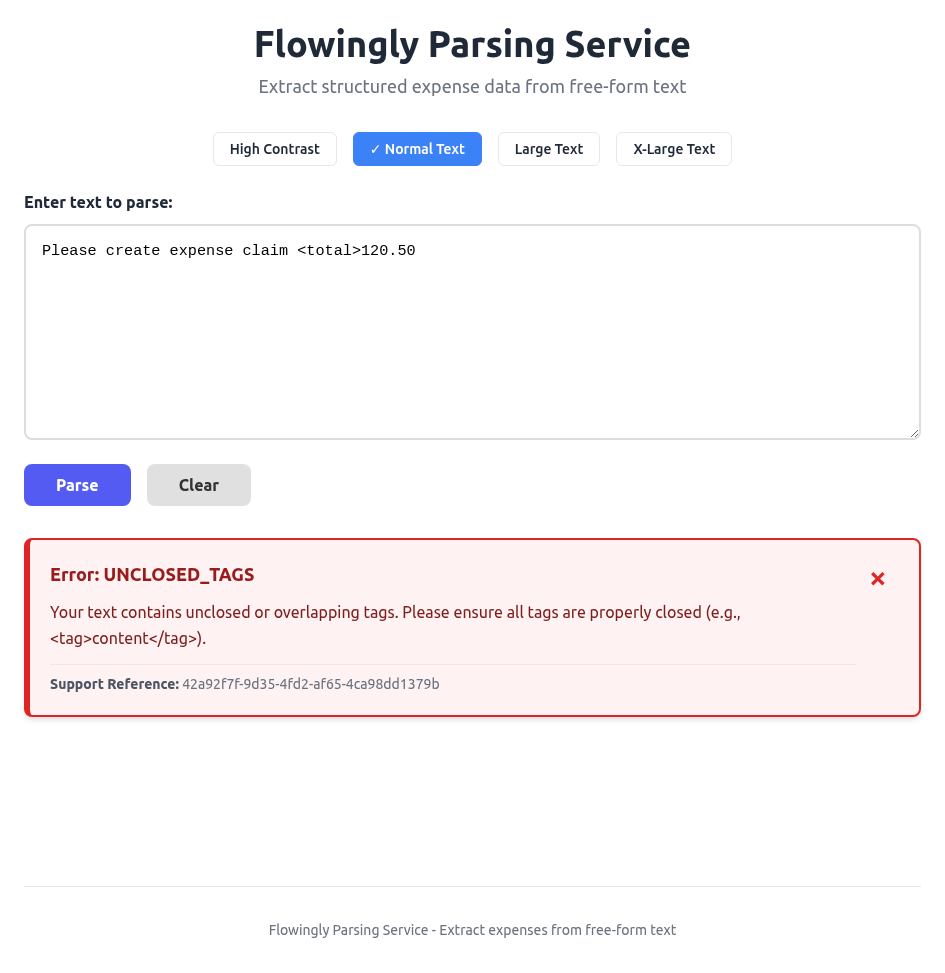 Flowingly Parsing Service
Extract structured expense data from free-form text
High Contrast
✓ Normal Text
Large Text
X-Large Text
Enter text to parse:
Please create expense claim <total>120.50
Parse
Clear
Error: UNCLOSED_TAGS
×
Your text contains unclosed or overlapping tags. Please ensure all tags are properly closed (e.g.,
<tag>content</tag>).
Support Reference: 42a92f7f-9d35-4fd2-af65-4ca98dd1379b
Flowingly Parsing Service - Extract expenses from free-form text